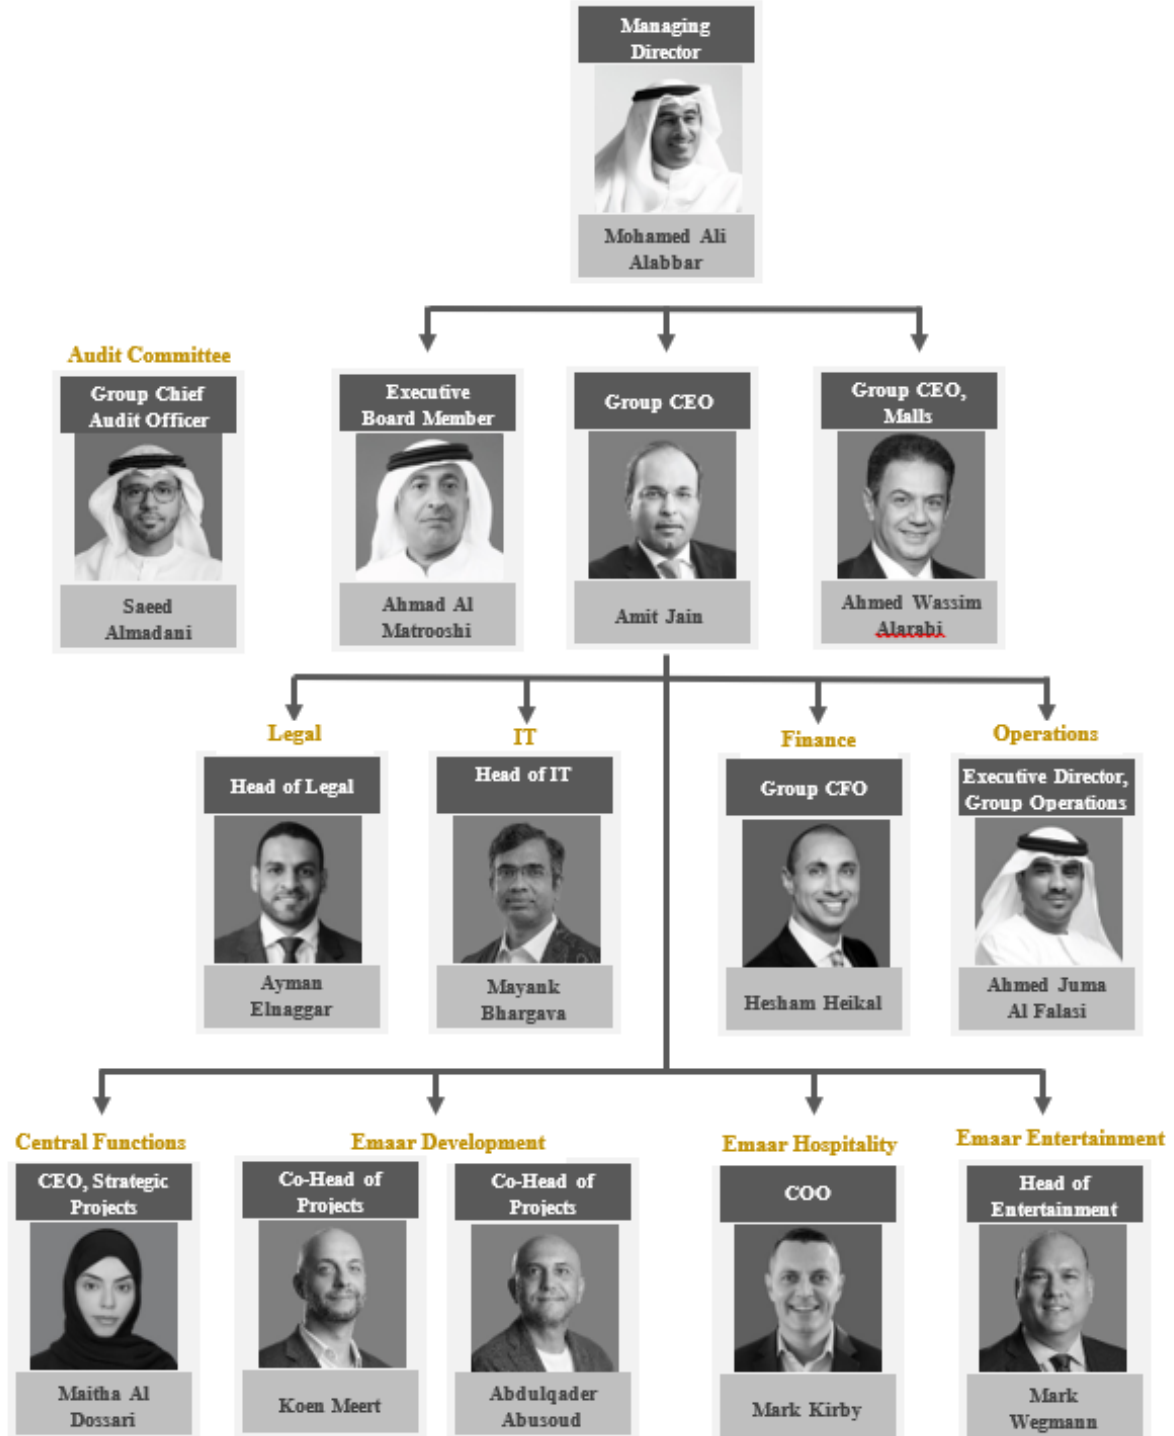 Managing
Director
Mohamed Ali
Alabbar
Audit Committee
Group Chief
Audit Officer
Saeed
Almadani
Executive
Board Member
Ahmad Al
Matrooshi
Group CEO
Amit Jain
Group CEO,
Malls
Ahmed Wassim
Alarabi
Legal
Head of Legal
Ayman
Elnaggar
IT
Head of IT
Mayank
Bhargava
Finance
Group CFO
Hesham Heikal
Operations
Executive Director,
Group Operations
Ahmed Juma
Al Falasi
Central Functions
CEO, Strategic
Projects
Maitha Al
Dossari
Emaar Development
Co-Head of
Projects
Koen Meert
Co-Head of
Projects
Abdulqader
Abusoud
Emaar Hospitality
COO
Mark Kirby
Emaar Entertainment
Head of
Entertainment
Mark
Wegmann